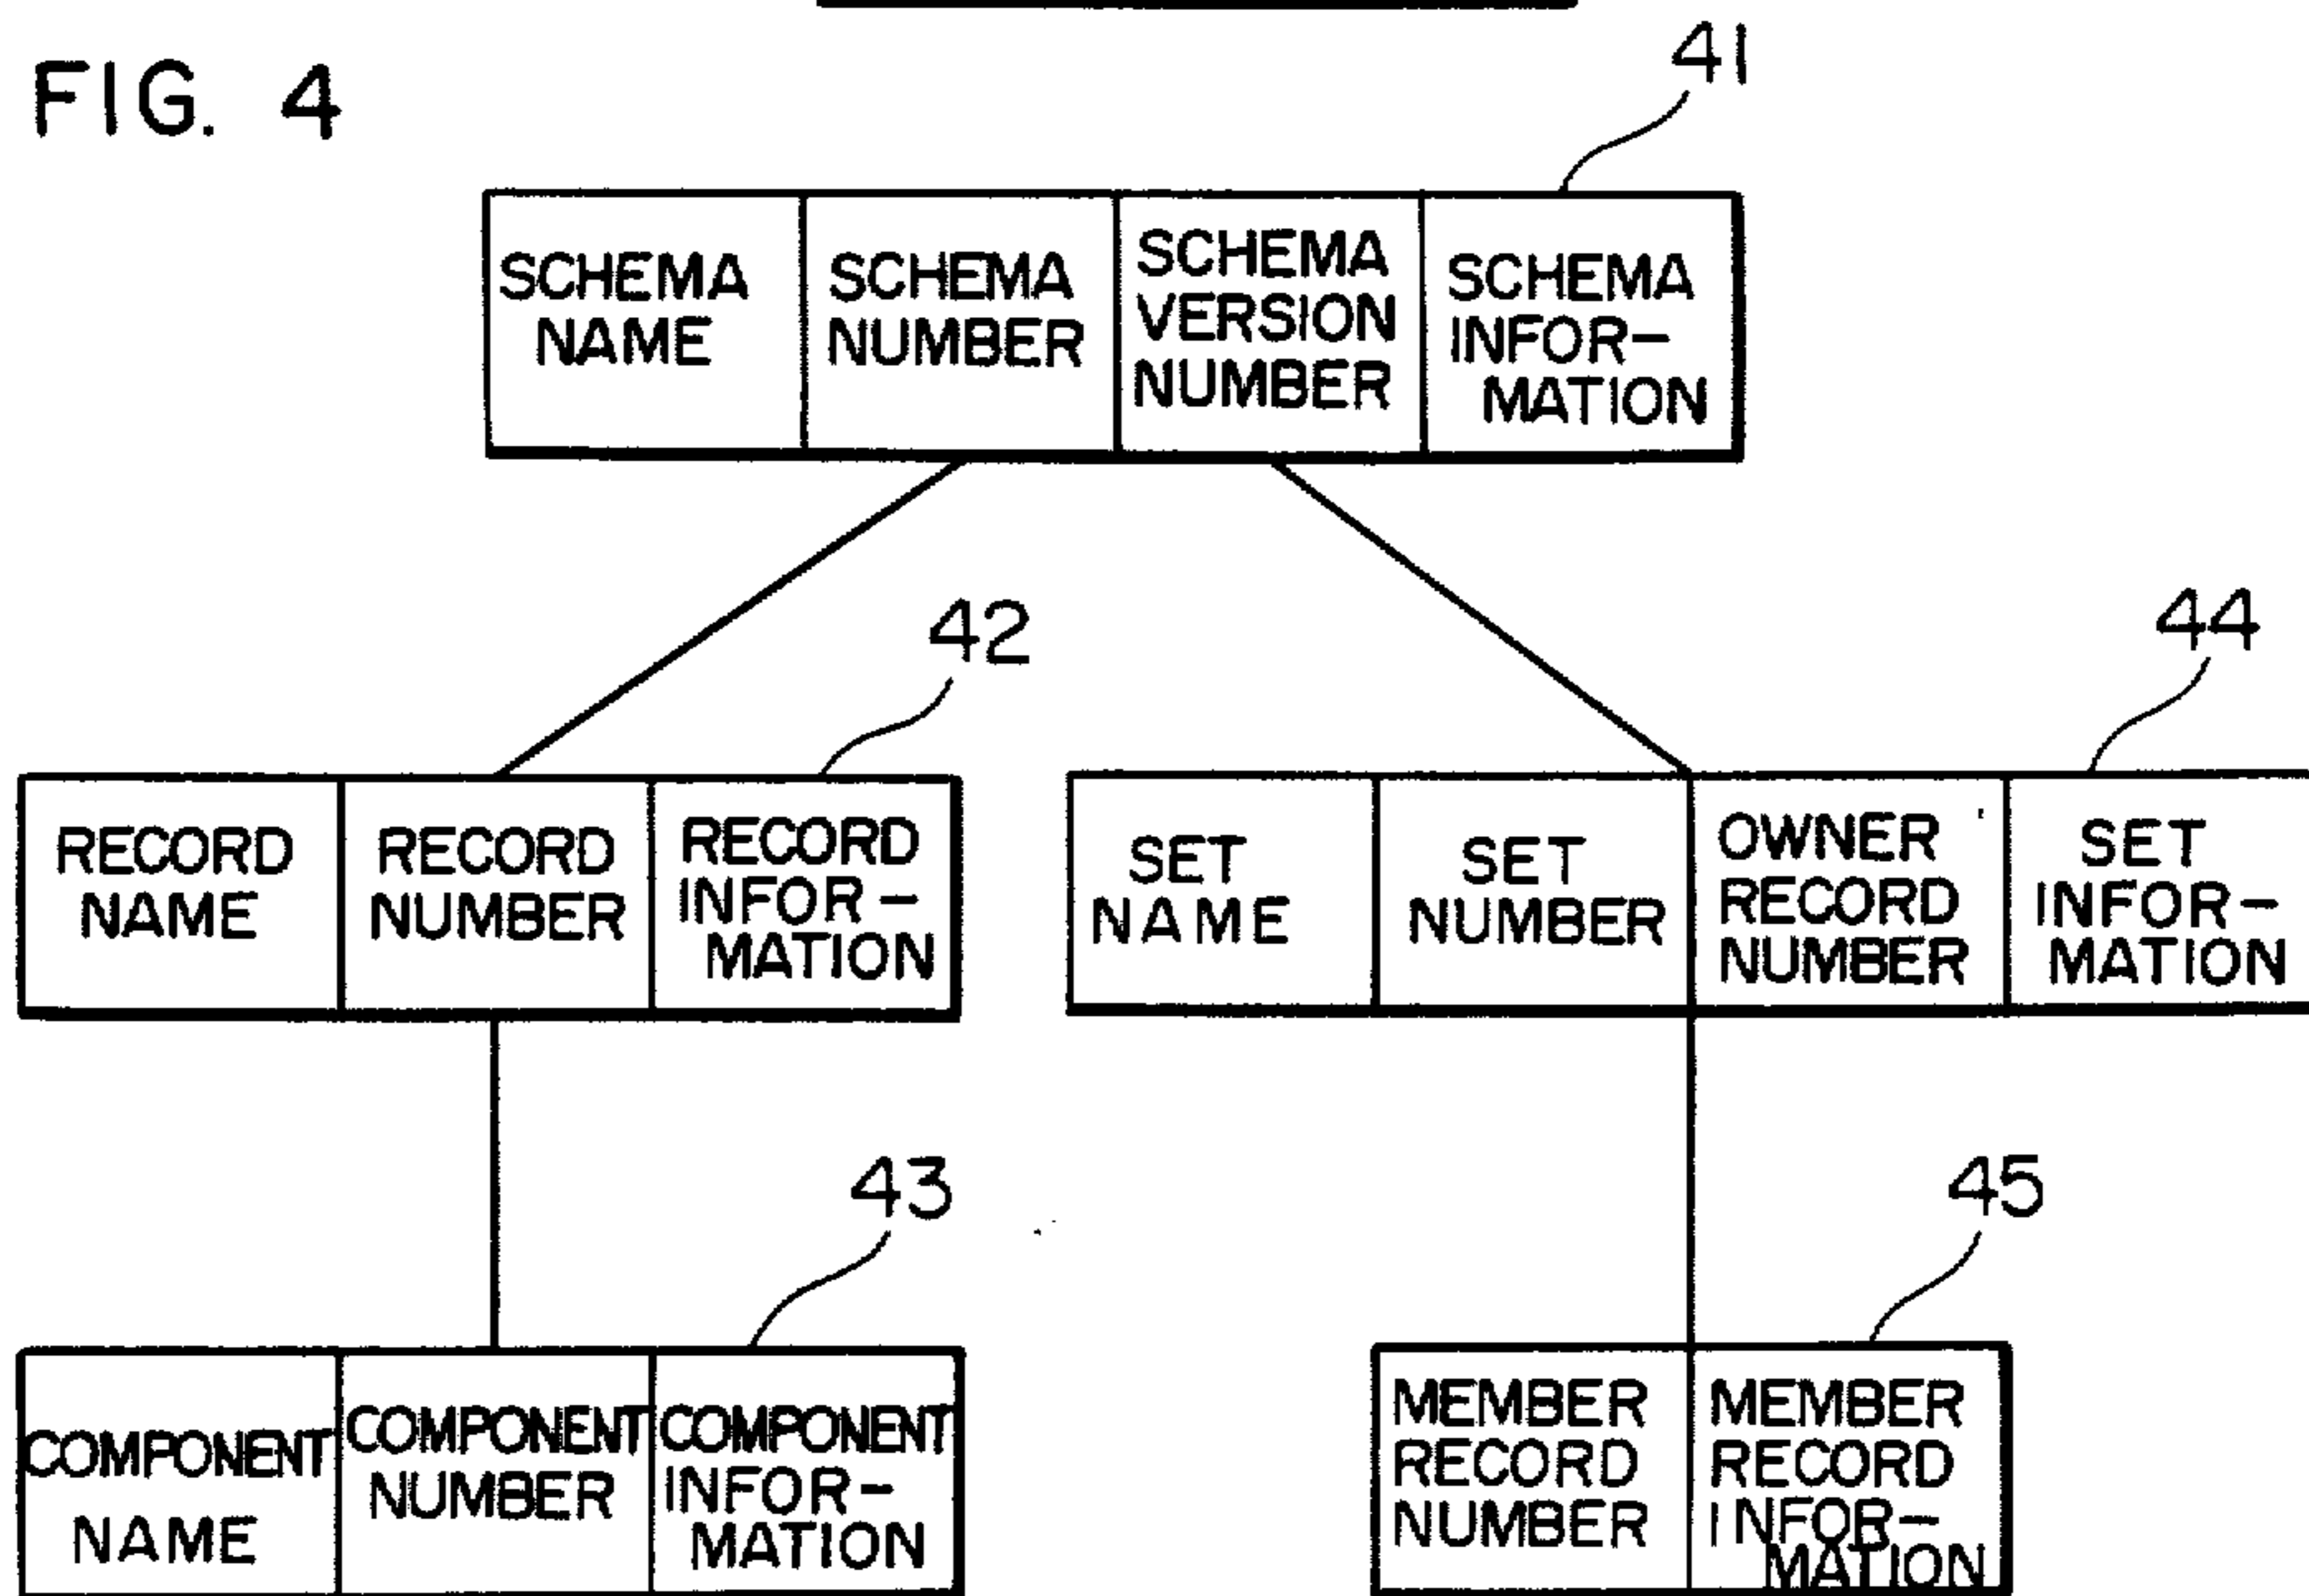 FIG. 4
41
SCHEMA
NAME
SCHEMA
NUMBER
SCHEMA
VERSION
NUMBER
SCHEMA
INFOR-
MATION
42
44
RECORD
NAME
RECORD
NUMBER
RECORD
INFOR-
MATION
SET
NAME
SET
NUMBER
OWNER
RECORD
NUMBER
SET
INFOR-
MATION
43
45
COMPONENT
NAME
COMPONENT
NUMBER
COMPONENT
INFOR-
MATION
MEMBER
RECORD
NUMBER
MEMBER
RECORD
INFOR-
MATION